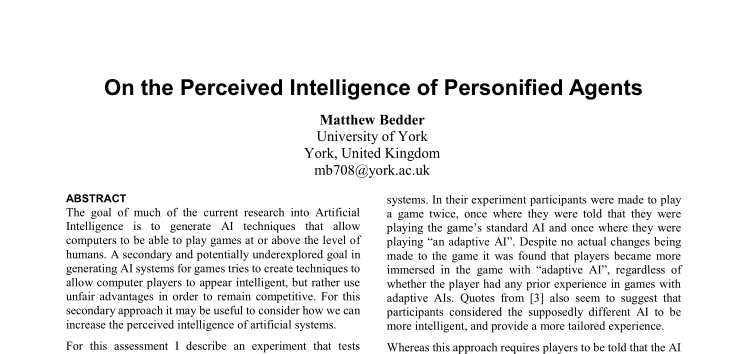 On the Perceived Intelligence of Personified Agents
Matthew Bedder
University of York
York, United Kingdom
mb708@york.ac.uk
ABSTRACT
The goal of much of the current research into Artificial
Intelligence is to generate AI techniques that allow
computers to be able to play games at or above the level of
humans. A secondary and potentially underexplored goal in
generating AI systems for games tries to create techniques to
allow computer players to appear intelligent, but rather use
unfair advantages in order to remain competitive. For this
secondary approach it may be useful to consider how we can
increase the perceived intelligence of artificial systems.
For this assessment I describe an experiment that tests
systems. In their experiment participants were made to play
a game twice, once where they were told that they were
playing the game's standard AI and once where they were
playing “an adaptive AI”. Despite no actual changes being
made to the game it was found that players became more
immersed in the game with “adaptive AI”, regardless of
whether the player had any prior experience in games with
adaptive AIs. Quotes from [3] also seem to suggest that
participants considered the supposedly different AI to be
more intelligent, and provide a more tailored experience.
Whereas this approach requires players to be told that the AI